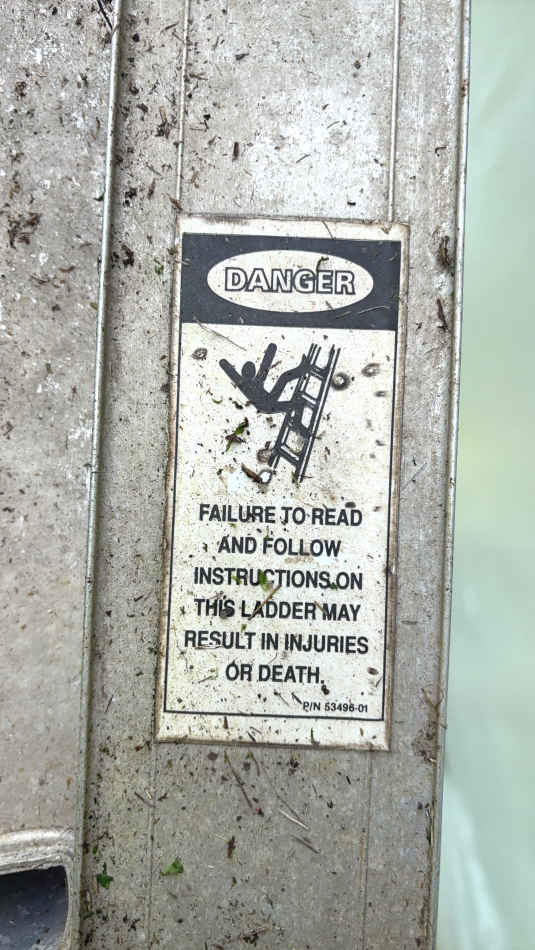 DANGER
FAILURE TO READ
AND FOLLOW
INSTRUCTIONS ON
THIS LADDER MAY
RESULT IN INJURIES
OR DEATH.
P/N 53496-01